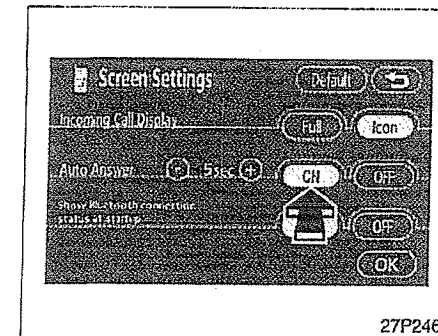 Screen Settings Default
Incoming Call Display Full Icon
Auto Answer - 5sec + ON Off
Show Bluetooth connection
status at startup Off
OK
27P246